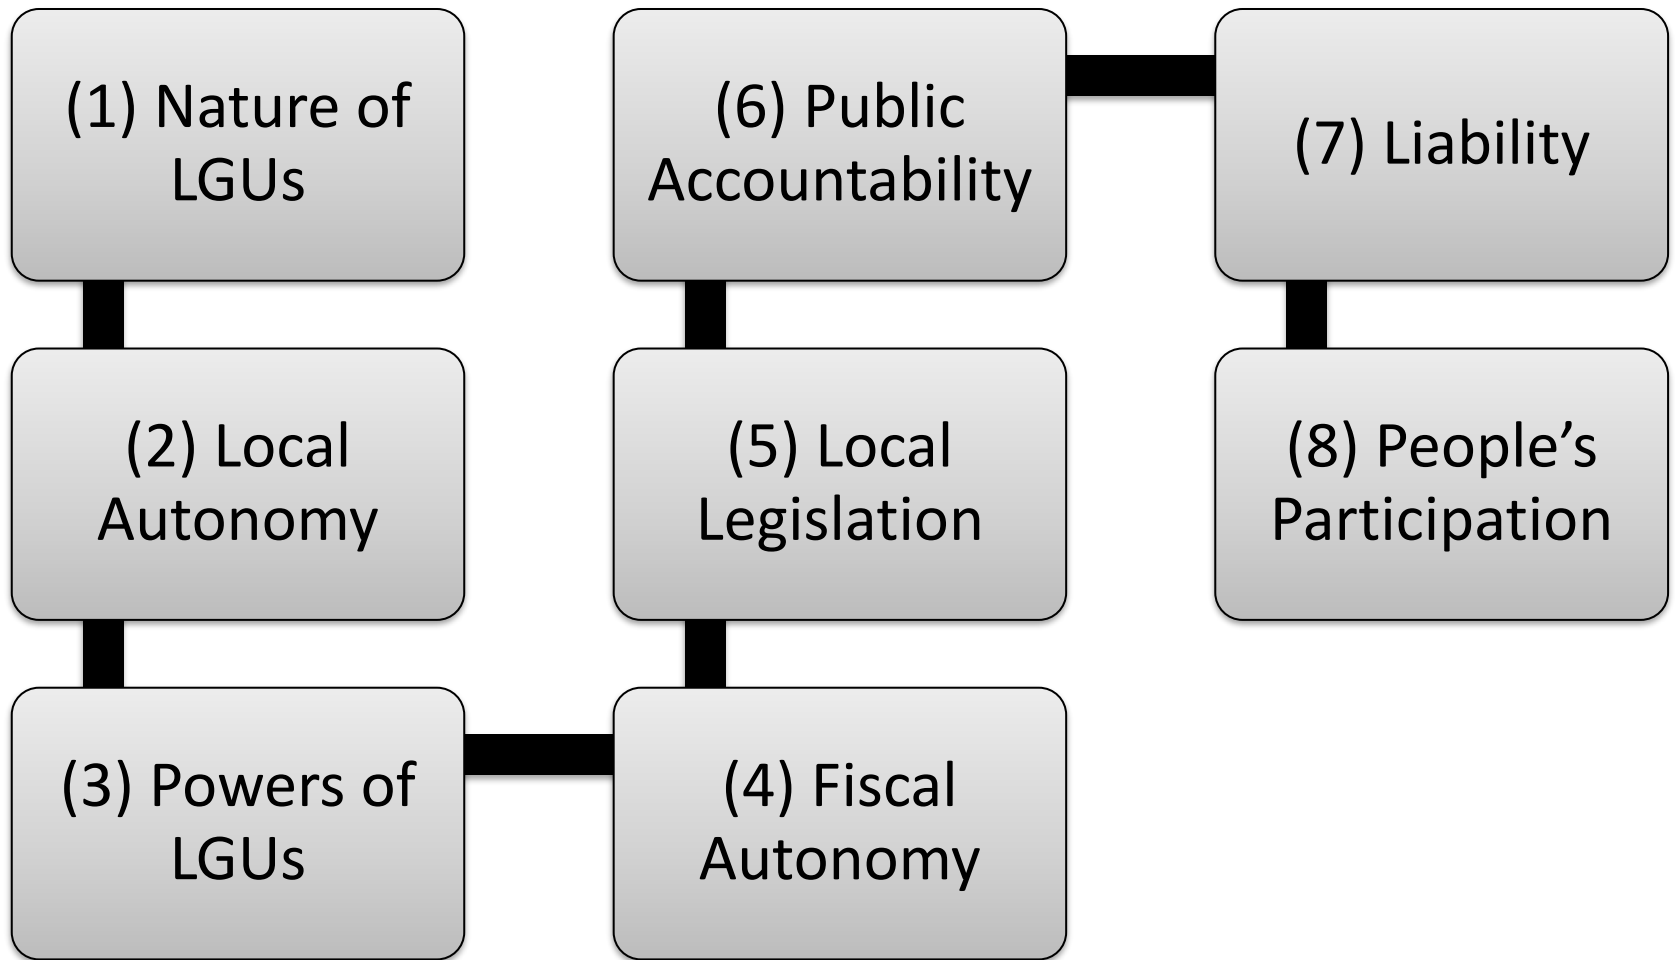 (1) Nature of
LGUs
(2) Local
Autonomy
(3) Powers of
LGUs
(4) Fiscal
Autonomy
(5) Local
Legislation
(6) Public
Accountability
(7) Liability
(8) People’s
Participation